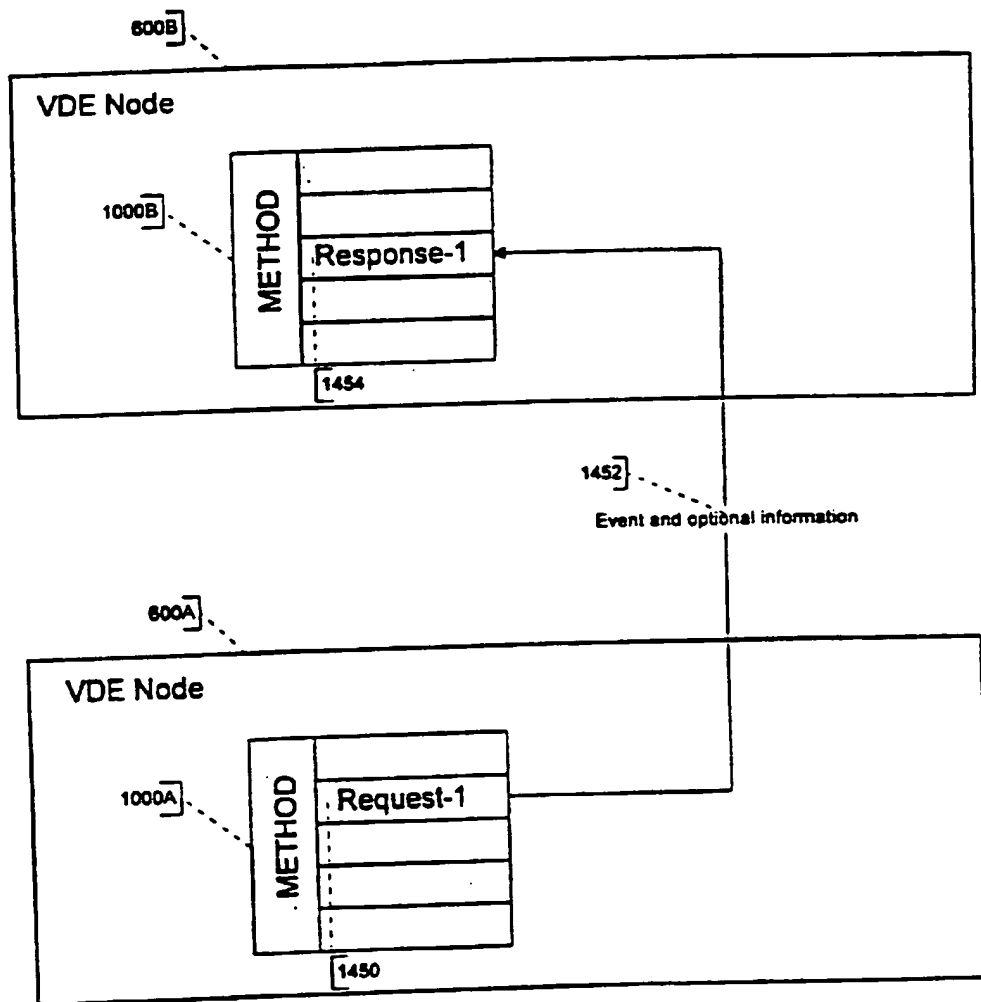 600B
VDE Node
1000B
METHOD
Response-1
1454
1452
Event and optional information
600A
VDE Node
1000A
METHOD
Request-1
1450